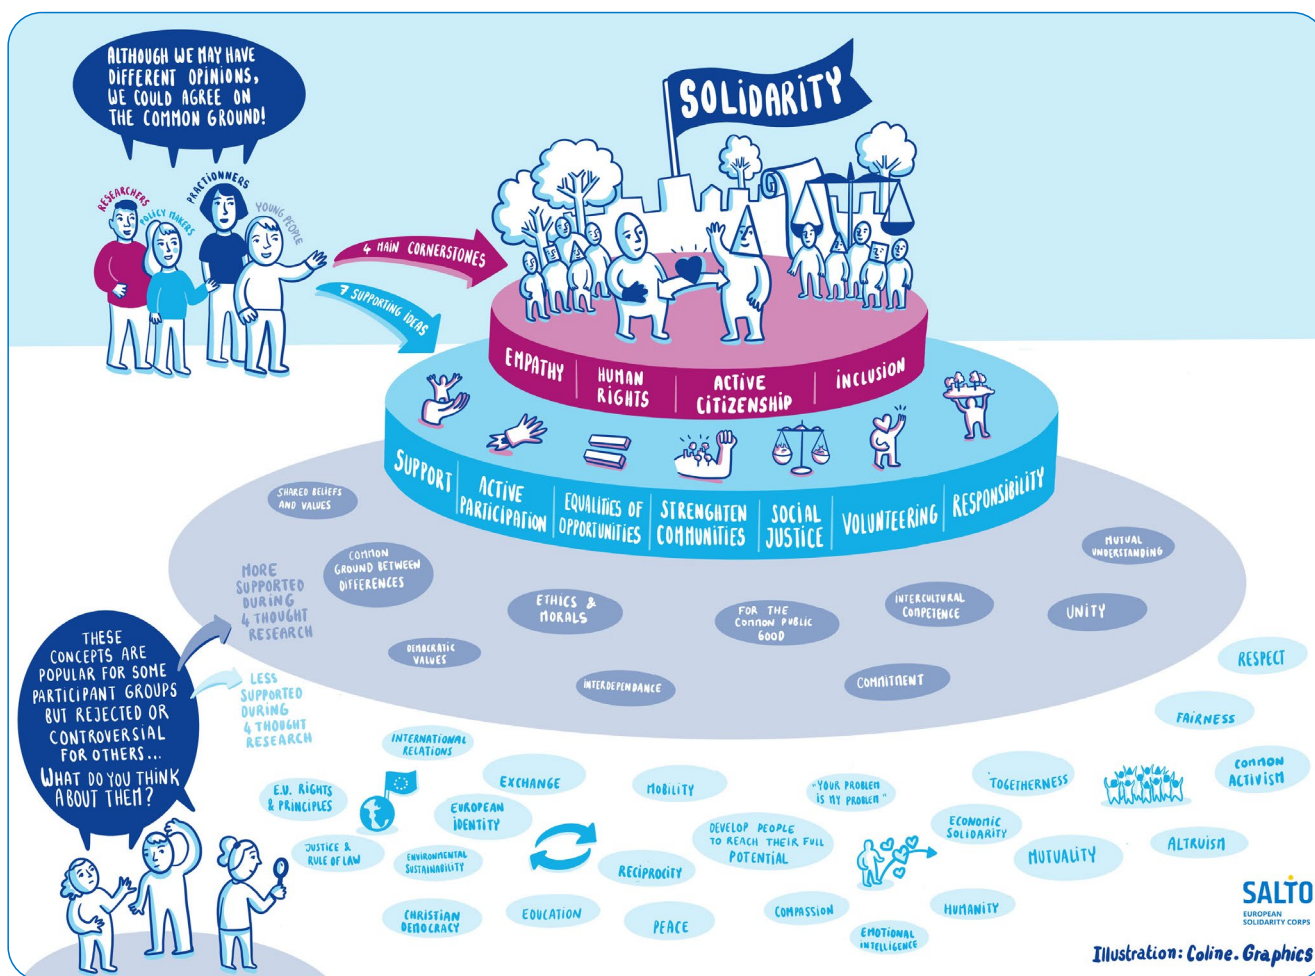 ALTHOUGH WE MAY HAVE
DIFFERENT OPINIONS,
WE COULD AGREE ON
THE COMMON GROUND!
RESEARCHERS
POLICY MAKERS
PRACTIONNERS
YOUNG PEOPLE
4 MAIN CORNERSTONES
7 SUPPORTING IDEAS
SOLIDARITY
EMPATHY
HUMAN
RIGHTS
ACTIVE
CITIZENSHIP
INCLUSION
SUPPORT
ACTIVE
PARTICIPATION
EQUALITIES OF
OPPORTUNITIES
STRENGHTEN
COMMUNITIES
SOCIAL
JUSTICE
VOLUNTEERING
RESPONSIBILITY
SHARED BELIEFS
AND VALUES
COMMON
GROUND BETWEEN
DIFFERENCES
MORE
SUPPORTED
DURING
4 THOUGHT
RESEARCH
ETHICS &
MORALS
DEMOCRATIC
VALUES
INTERDEPENDANCE
FOR THE
COMMON PUBLIC
GOOD
INTERCULTURAL
COMPETENCE
COMMITMENT
UNITY
MUTUAL
UNDERSTANDING
THESE
CONCEPTS ARE
POPULAR FOR SOME
PARTICIPANT GROUPS
BUT REJECTED OR
CONTROVERSIAL
FOR OTHERS...
WHAT DO YOU THINK
ABOUT THEM?
LESS
SUPPORTED
DURING
4 THOUGHT
RESEARCH
RESPECT
FAIRNESS
COMMON
ACTIVISM
INTERNATIONAL
RELATIONS
E.U. RIGHTS
& PRINCIPLES
EXCHANGE
EUROPEAN
IDENTITY
MOBILITY
"YOUR PROBLEM
IS MY PROBLEM"
TOGETHERNESS
ECONOMIC
SOLIDARITY
JUSTICE &
RULE OF LAW
ENVIRONMENTAL
SUSTAINABILITY
RECIPROCITY
DEVELOP PEOPLE
TO REACH THEIR FULL
POTENTIAL
MUTUALITY
ALTRUISM
CHRISTIAN
DEMOCRACY
EDUCATION
PEACE
COMPASSION
EMOTIONAL
INTELLIGENCE
HUMANITY
SALTO
EUROPEAN
SOLIDARITY CORPS
Illustration: Coline.Graphics